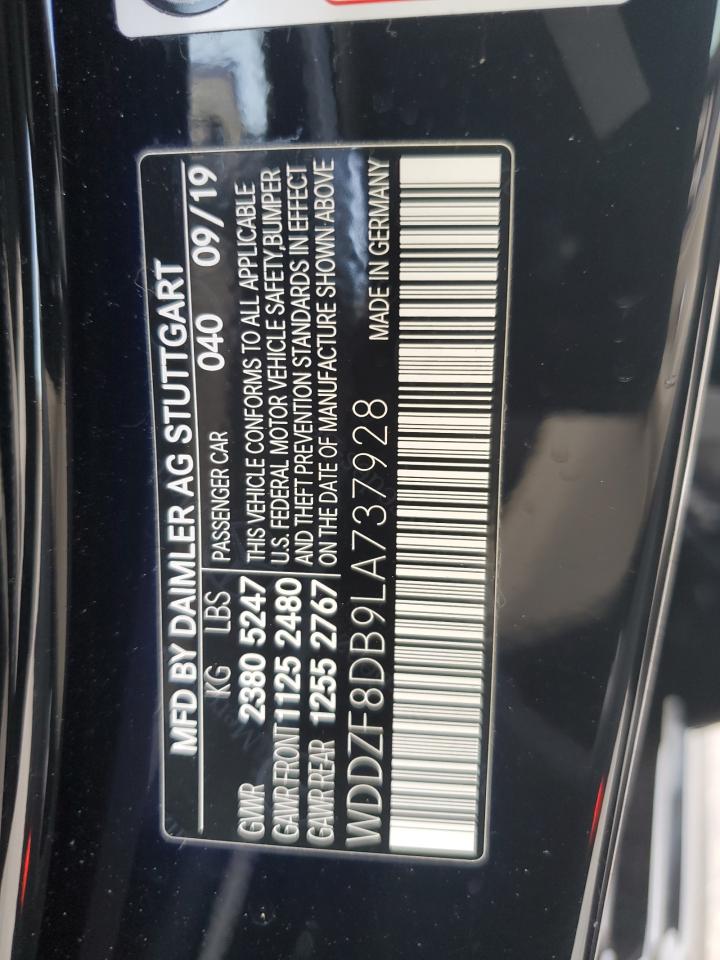 MFD BY DAIMLER AG STUTTGART
KG LBS PASSENGER CAR 040 09/19
GWR 2380 5247 THIS VEHICLE CONFORMS TO ALL APPLICABLE
GAWR FRONT 1125 2480 U.S. FEDERAL MOTOR VEHICLE SAFETY,BUMPER
GAWR REAR 1255 2767 AND THEFT PREVENTION STANDARDS IN EFFECT
ON THE DATE OF MANUFACTURE SHOWN ABOVE
WDDZF8DB9LA737928 MADE IN GERMANY